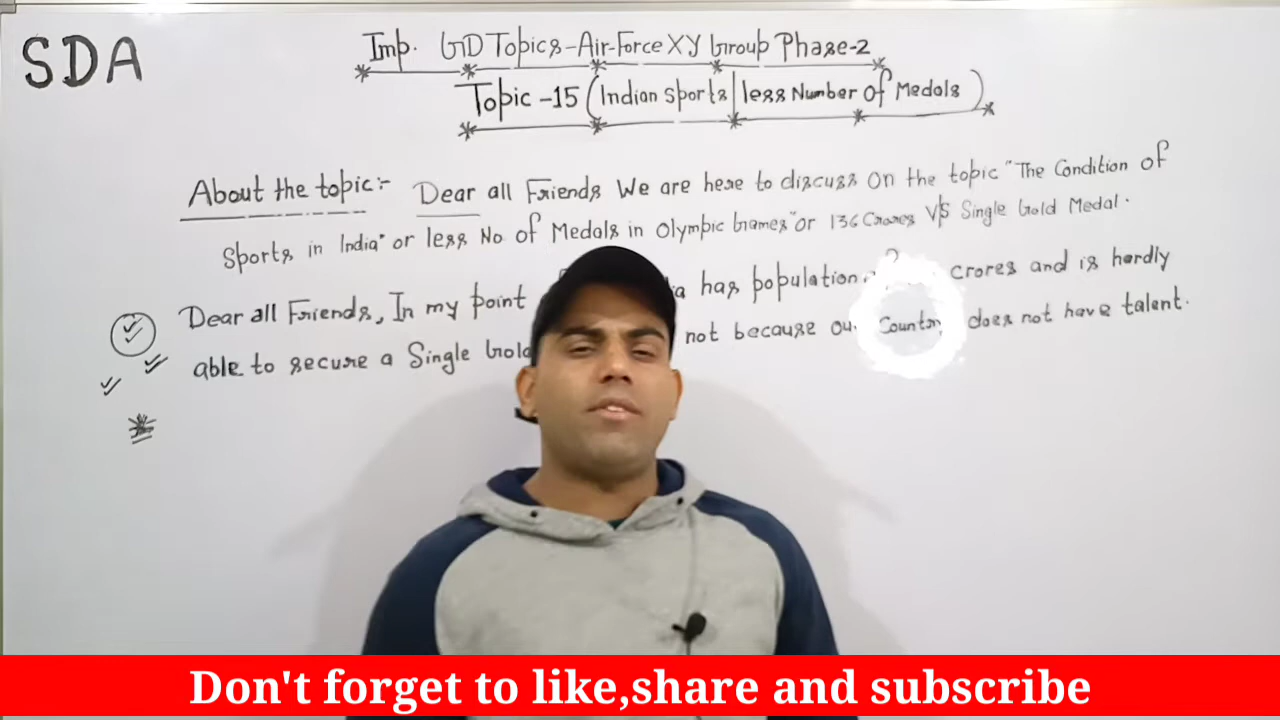 SDA
Imp. GD Topics-Air-Force XY Group Phase-2
Topic -15 (Indian Sports|less Number of Medals)
About the topic:- Dear all Friends We are here to discuss on the topic "The Condition of
Sports in India" or less No of Medals in Olympic Games" or 136 Crores V/S Single Gold Medal.
Dear all Friends, In my point has population crores and is hardly
able to secure a Single not because Country does not have talent.
Don't forget to like,share and subscribe